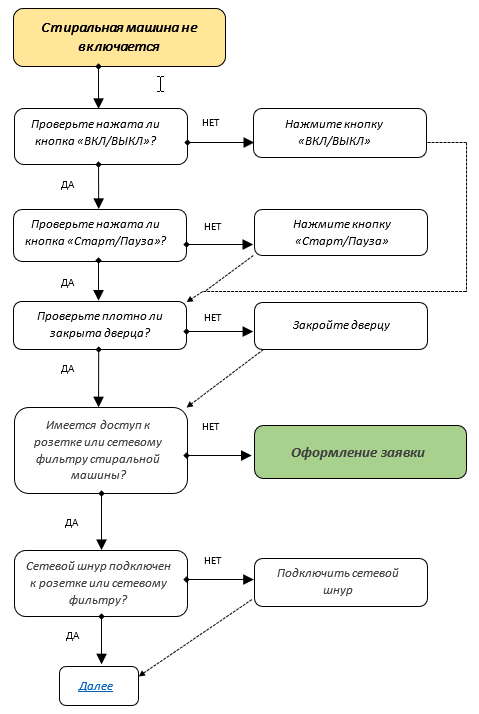 Стиральная машина не
включается
Проверьте нажата ли
кнопка «ВКЛ/ВЫКЛ»?
НЕТ
Нажмите кнопку
«ВКЛ/ВЫКЛ»
ДА
Проверьте нажата ли
кнопка «Старт/Пауза»?
НЕТ
Нажмите кнопку
«Старт/Пауза»
ДА
Проверьте плотно ли
закрыта дверца?
НЕТ
Закройте дверцу
ДА
Имеется доступ к
розетке или сетевому
фильтру стиральной
машины?
НЕТ
Оформление заявки
ДА
Сетевой шнур подключен
к розетке или сетевому
фильтру?
НЕТ
Подключить сетевой
шнур
ДА
Далее